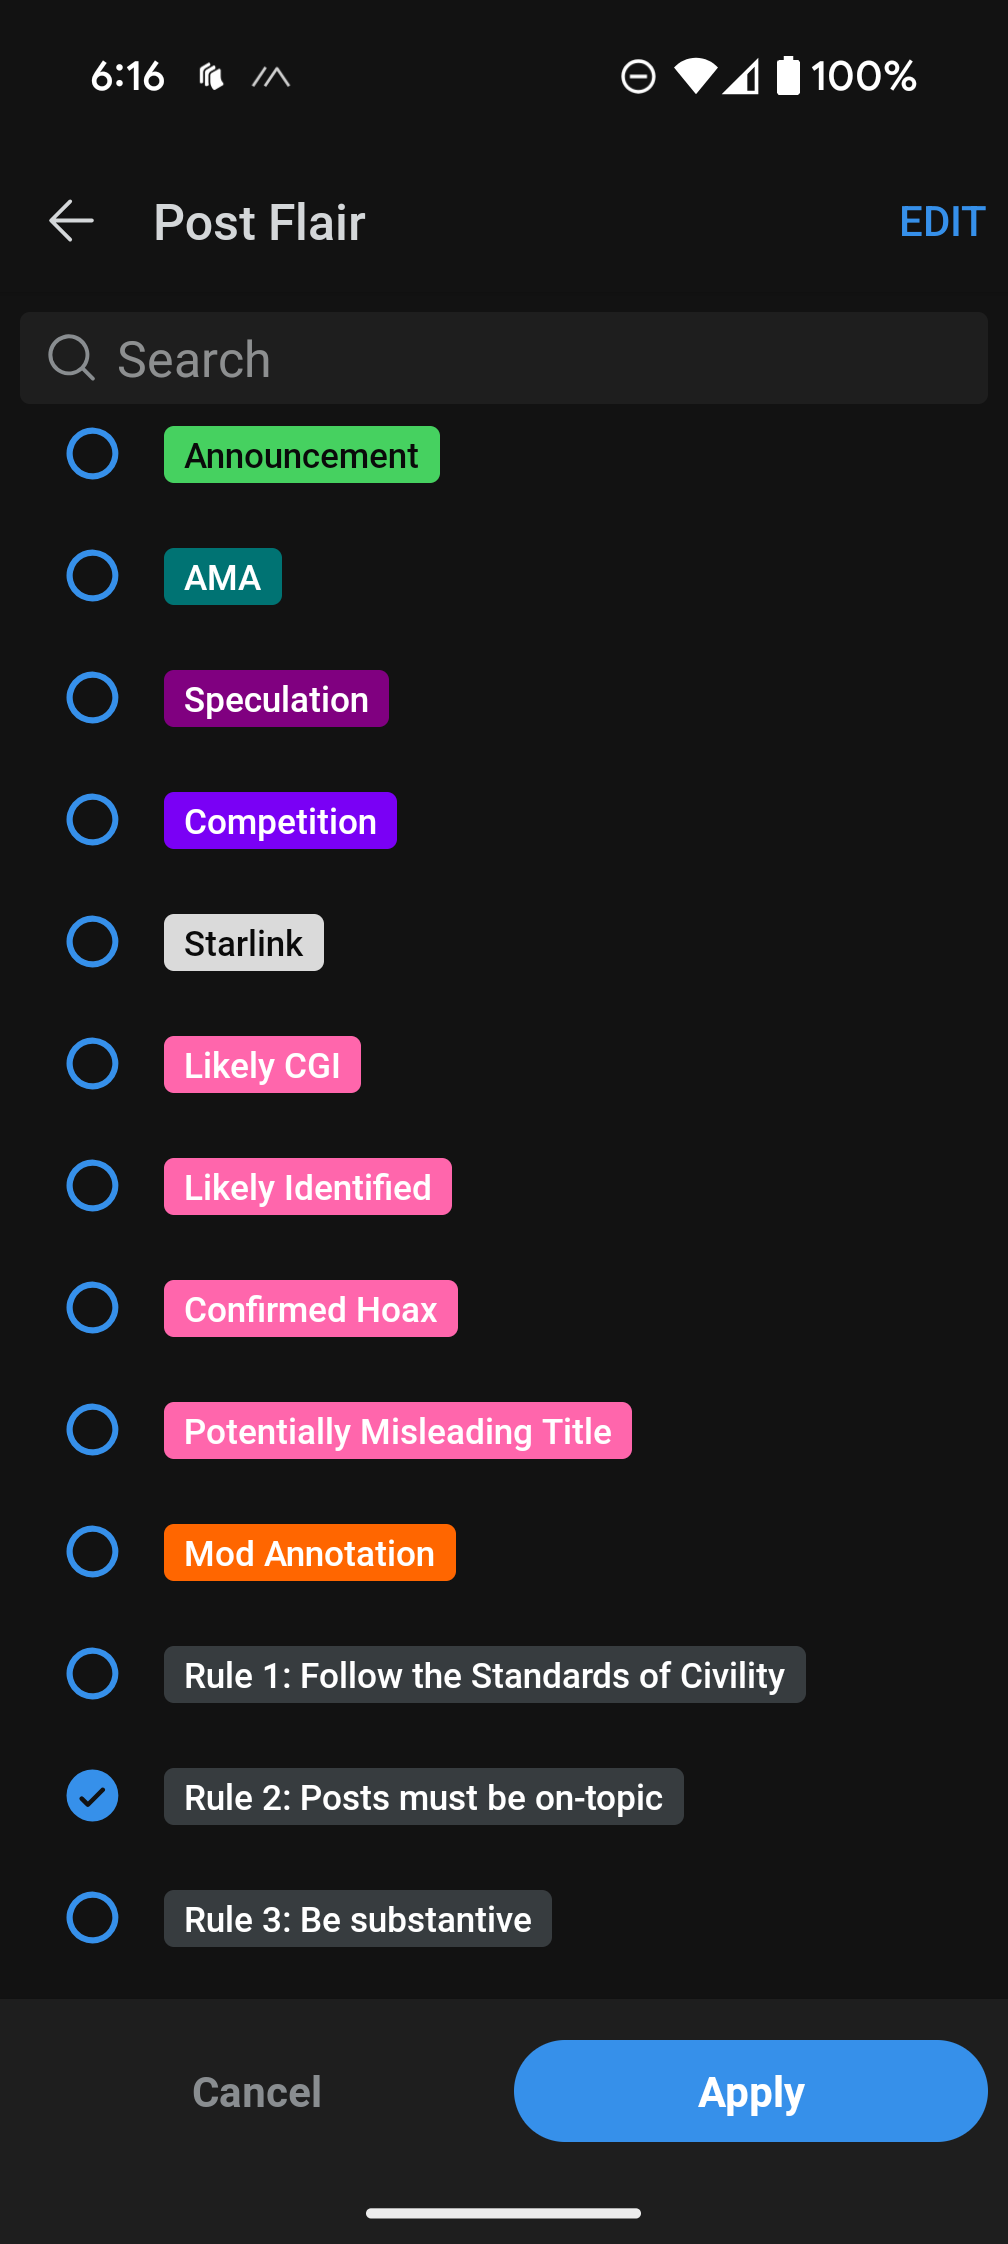 6:16 100%
Post Flair EDIT
Search
Announcement
AMA
Speculation
Competition
Starlink
Likely CGI
Likely Identified
Confirmed Hoax
Potentially Misleading Title
Mod Annotation
Rule 1: Follow the Standards of Civility
Rule 2: Posts must be on-topic
Rule 3: Be substantive
Cancel Apply